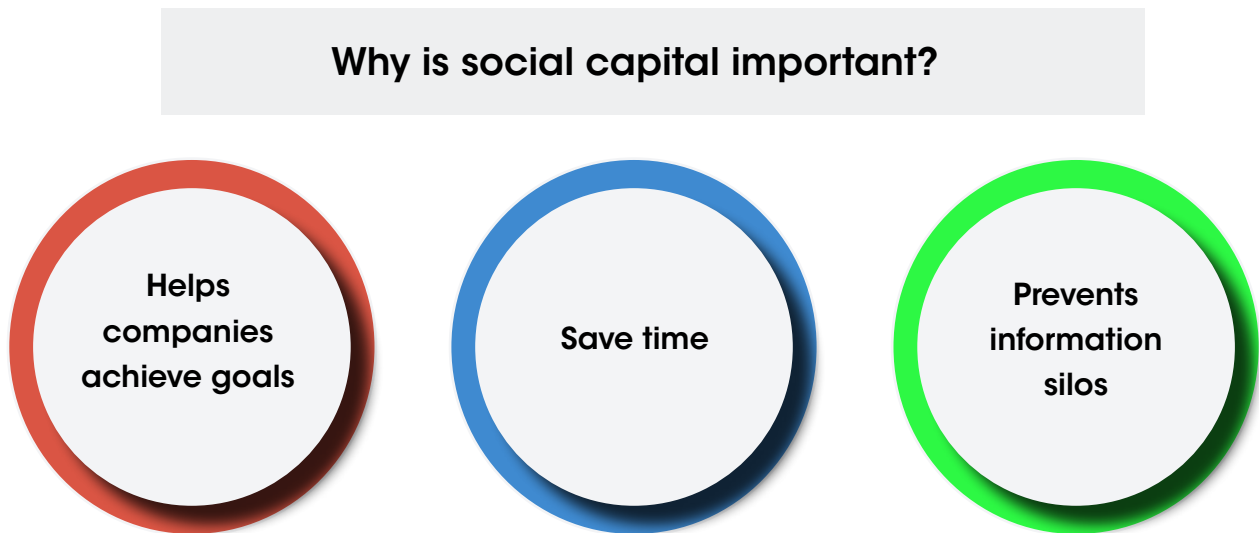 Why is social capital important?
Helps
companies
achieve goals
Save time
Prevents
information
silos